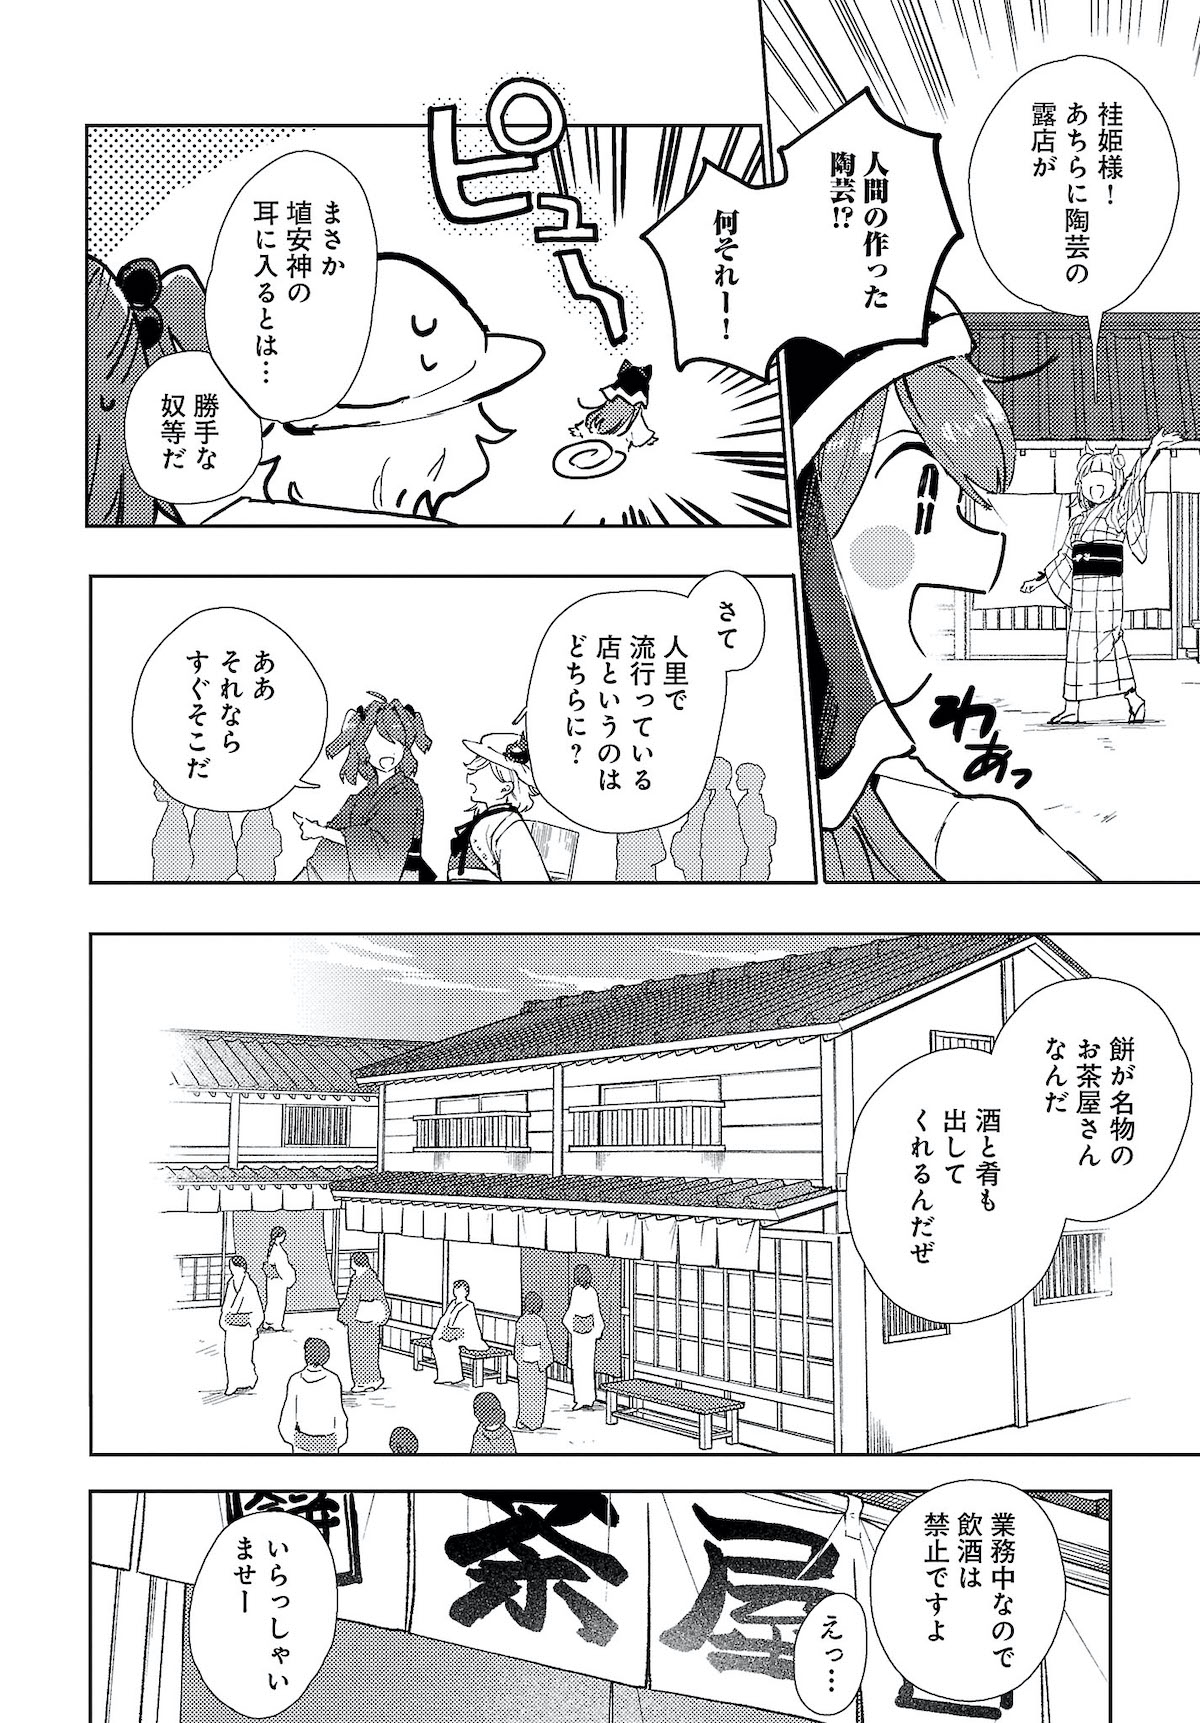 袿姫様！
あちらに陶芸の
露店が
人間の作った
陶芸!?
何それー！
わあっ
ピューー
まさか
埴安神の
耳に入るとは…
勝手な
奴等だ
さて
人里で
流行っている
店というのは
どちらに？
ああ
それなら
すぐそこだ
餅が名物の
お茶屋さん
なんだ
酒と肴も
出して
くれるんだぜ
業務中なので
飲酒は
禁止ですよ
えっ…
茶屋
いらっしゃい
ませー